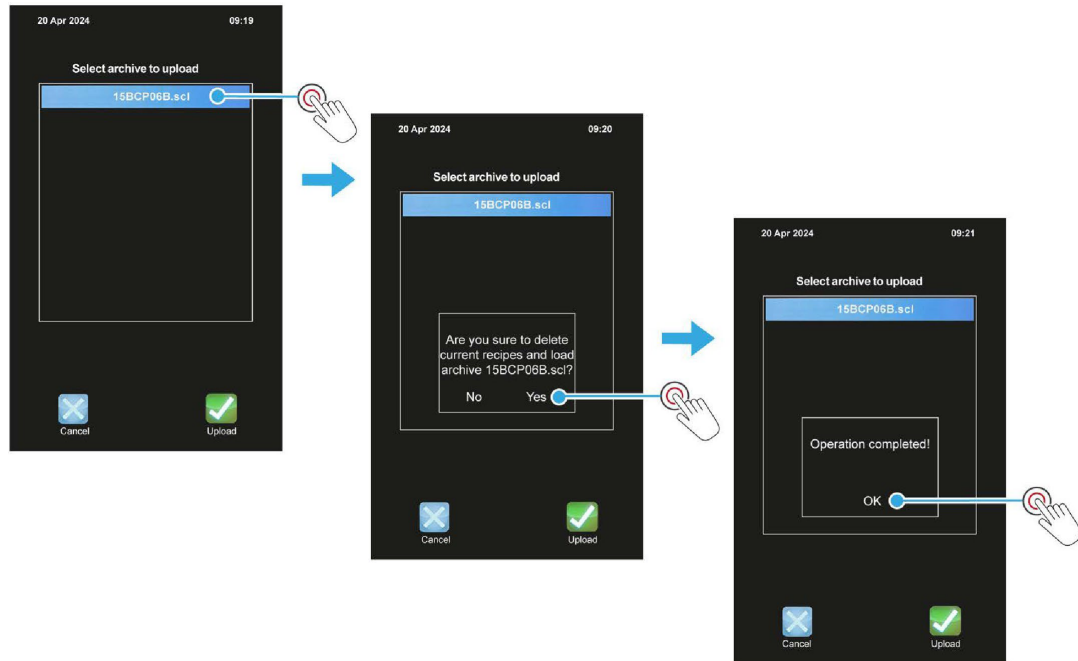 20 Apr 2024 09:19
Select archive to upload
15BCP06B.scl
Cancel Upload
20 Apr 2024 09:20
Select archive to upload
15BCP06B.scl
Are you sure to delete
current recipes and load
archive 15BCP06B.scl?
No Yes
Cancel Upload
20 Apr 2024 09:21
Select archive to upload
15BCP06B.scl
Operation completed!
OK
Cancel Upload